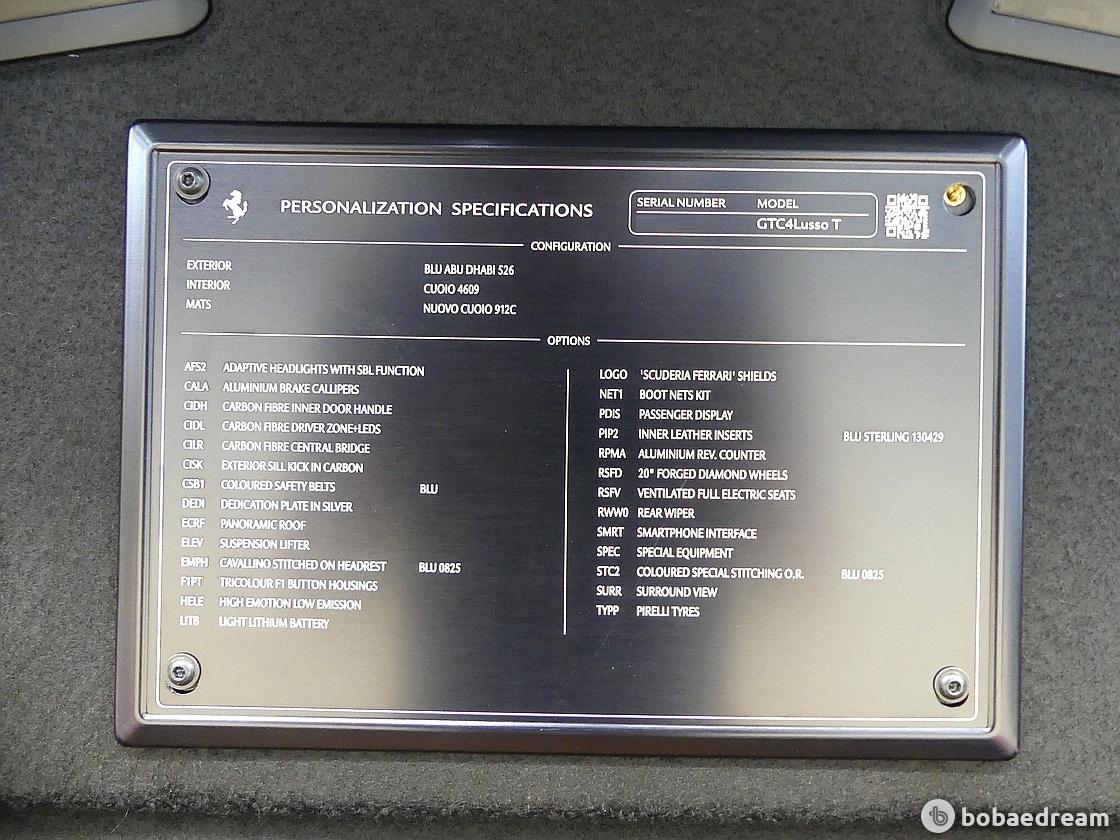 PERSONALIZATION SPECIFICATIONS
SERIAL NUMBER MODEL
GTC4Lusso T
CONFIGURATION
EXTERIOR BLU ABU DHABI 526
INTERIOR CUOIO 4609
MATS NUOVO CUOIO 912C
OPTIONS
AFS2 ADAPTIVE HEADLIGHTS WITH SBL FUNCTION
CALA ALUMINIUM BRAKE CALLIPERS
CIDH CARBON FIBRE INNER DOOR HANDLE
CIDL CARBON FIBRE DRIVER ZONE+LEDS
CILR CARBON FIBRE CENTRAL BRIDGE
CISK EXTERIOR SILL KICK IN CARBON
CSB1 COLOURED SAFETY BELTS BLU
DEDI DEDICATION PLATE IN SILVER
ECRF PANORAMIC ROOF
ELEV SUSPENSION LIFTER
EMPH CAVALLINO STITCHED ON HEADREST BLU 0825
F1PT TRICOLOUR F1 BUTTON HOUSINGS
HELE HIGH EMOTION LOW EMISSION
LITB LIGHT LITHIUM BATTERY
LOGO 'SCUDERIA FERRARI' SHIELDS
NET1 BOOT NETS KIT
PDIS PASSENGER DISPLAY
PIP2 INNER LEATHER INSERTS BLU STERLING 130429
RPMA ALUMINIUM REV. COUNTER
RSFD 20" FORGED DIAMOND WHEELS
RSFV VENTILATED FULL ELECTRIC SEATS
RWW0 REAR WIPER
SMRT SMARTPHONE INTERFACE
SPEC SPECIAL EQUIPMENT
STC2 COLOURED SPECIAL STITCHING O.R. BLU 0825
SURR SURROUND VIEW
TYPP PIRELLI TYRES
bobaedream